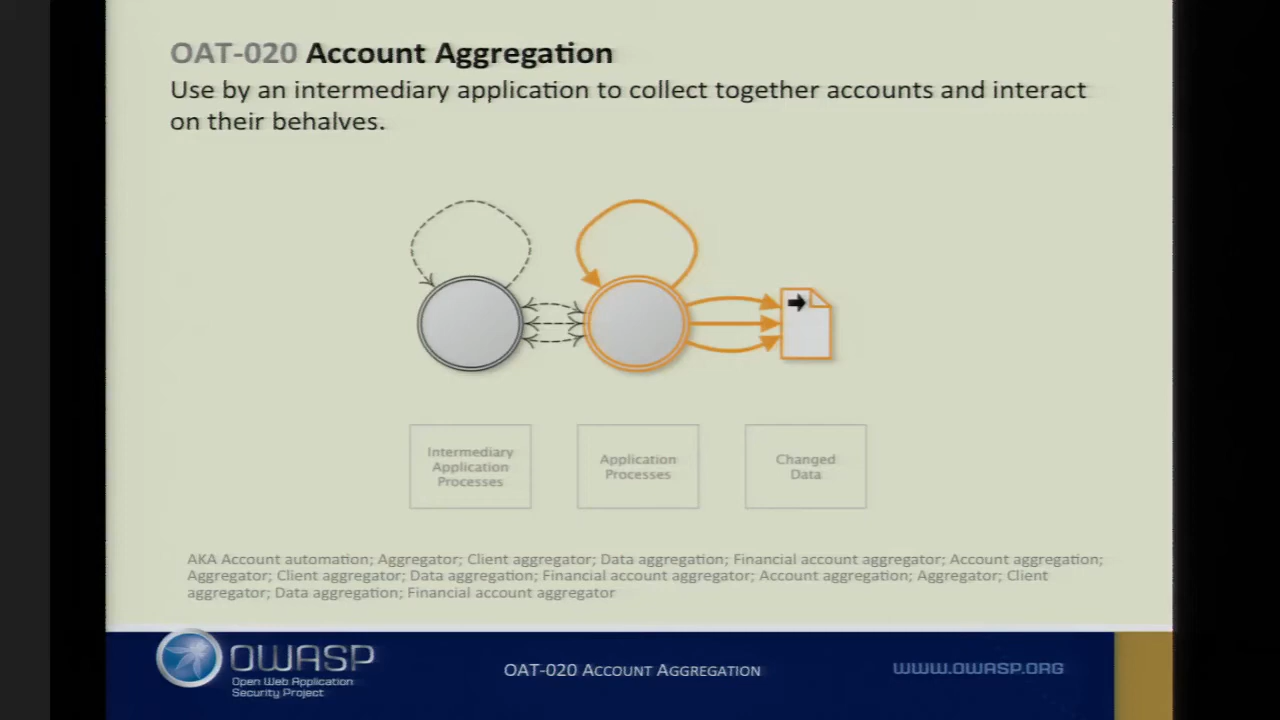 OAT-020 Account Aggregation
Use by an intermediary application to collect together accounts and interact
on their behalves.
Intermediary
Application
Processes
Application
Processes
Changed
Data
AKA Account automation; Aggregator; Client aggregator; Data aggregation; Financial account aggregator; Account aggregation;
Aggregator; Client aggregator; Data aggregation; Financial account aggregator; Account aggregation; Aggregator; Client
aggregator; Data aggregation; Financial account aggregator
OWASP
Open Web Application
Security Project
OAT-020 ACCOUNT AGGREGATION
WWW.OWASP.ORG